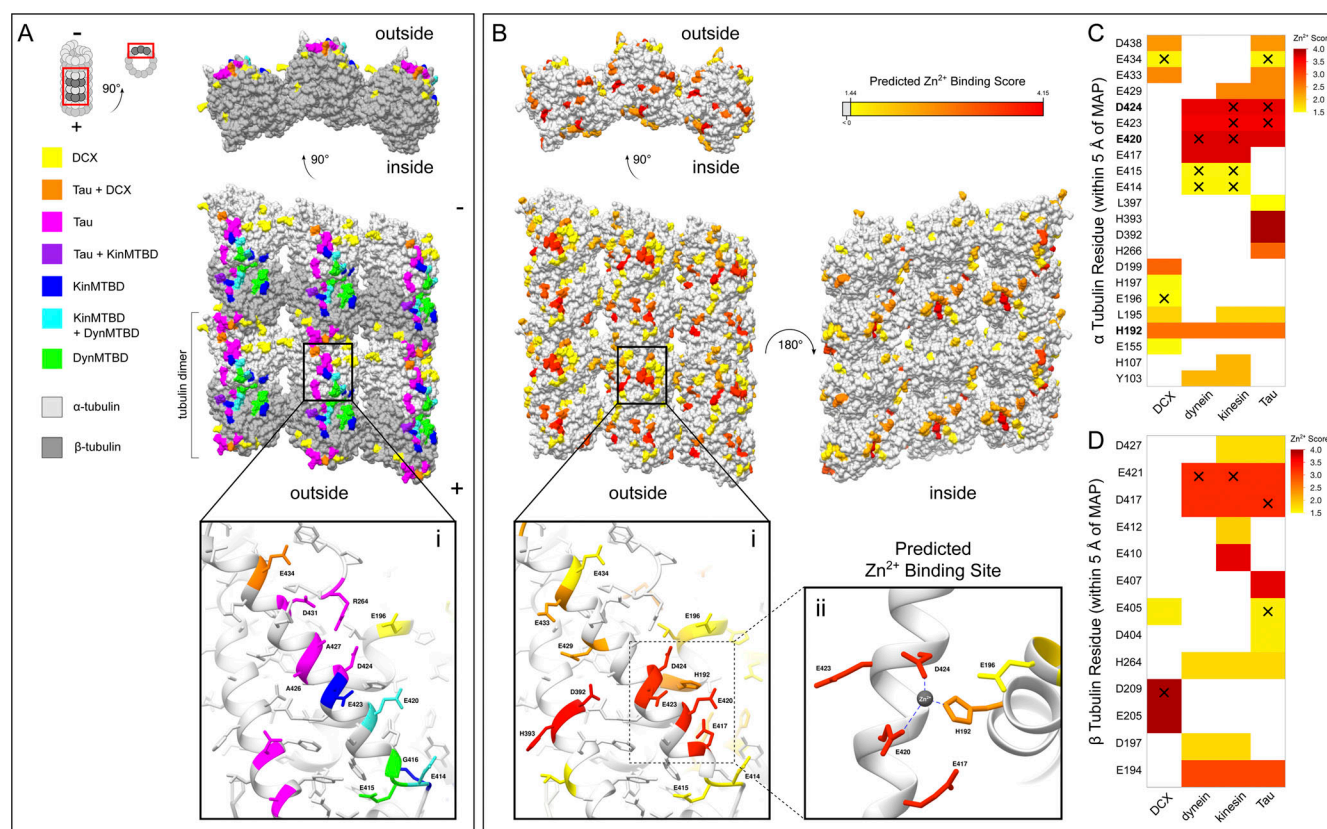 A
-
90°
+
outside
inside
90°
DCX
Tau + DCX
Tau
Tau + KinMTBD
KinMTBD
KinMTBD
+ DynMTBD
DynMTBD
α-tubulin
β-tubulin
tubulin dimer
-
+
outside
i
E434
D431
R264
E196
A427
D424
A426
E423
E420
G416
E414
E415
B
outside
inside
90°
Predicted Zn2+ Binding Score
1.44
4.15
< 0
180°
outside
inside
i
E434
E433
E196
E429
D424
H192
D392
E423
E420
E417
H393
E415
E414
Predicted
Zn2+ Binding Site
ii
E423
D424
E196
Zn2+
H192
E420
E417
C
α Tubulin Residue (within 5 Å of MAP)
D438
E434
E433
E429
D424
E423
E420
E417
E415
E414
L397
H393
D392
H266
D199
H197
E196
L195
H192
E155
H107
Y103
DCX
dynein
kinesin
Tau
Zn2+ Score
4.0
3.5
3.0
2.5
2.0
1.5
D
β Tubulin Residue (within 5 Å of MAP)
D427
E421
D417
E412
E410
E407
E405
D404
H264
D209
E205
D197
E194
DCX
dynein
kinesin
Tau
Zn2+ Score
4.0
3.5
3.0
2.5
2.0
1.5